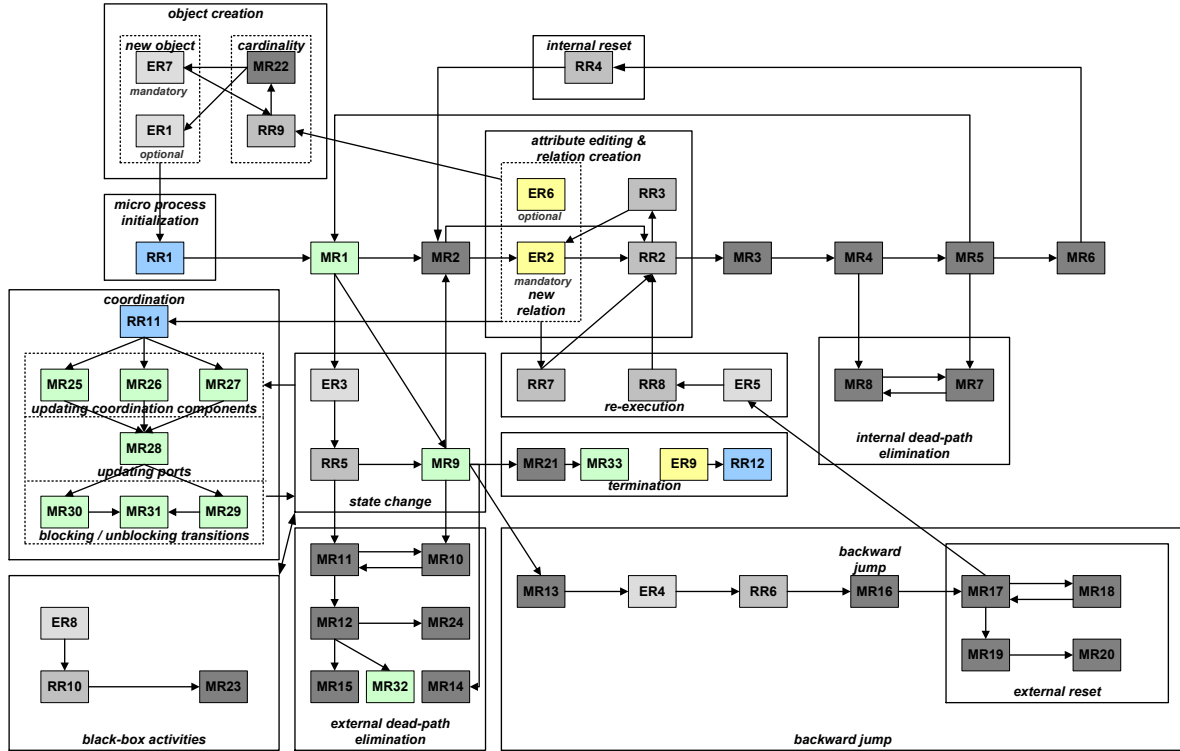 object creation
new object
cardinality
ER7
MR22
mandatory
ER1
RR9
optional
internal reset
RR4
attribute editing &
relation creation
ER6
RR3
optional
micro process
initialization
RR1
MR1
MR2
ER2
RR2
MR3
MR4
MR5
MR6
mandatory
new
relation
coordination
RR11
MR25
MR26
MR27
updating coordination components
MR28
updating ports
MR30
MR31
MR29
blocking / unblocking transitions
ER3
RR5
MR9
state change
RR7
RR8
ER5
re-execution
MR21
MR33
ER9
RR12
termination
MR8
MR7
internal dead-path
elimination
ER8
RR10
MR23
black-box activities
MR11
MR10
MR12
MR24
MR15
MR32
MR14
external dead-path
elimination
backward
jump
MR13
ER4
RR6
MR16
MR17
MR18
MR19
MR20
external reset
backward jump